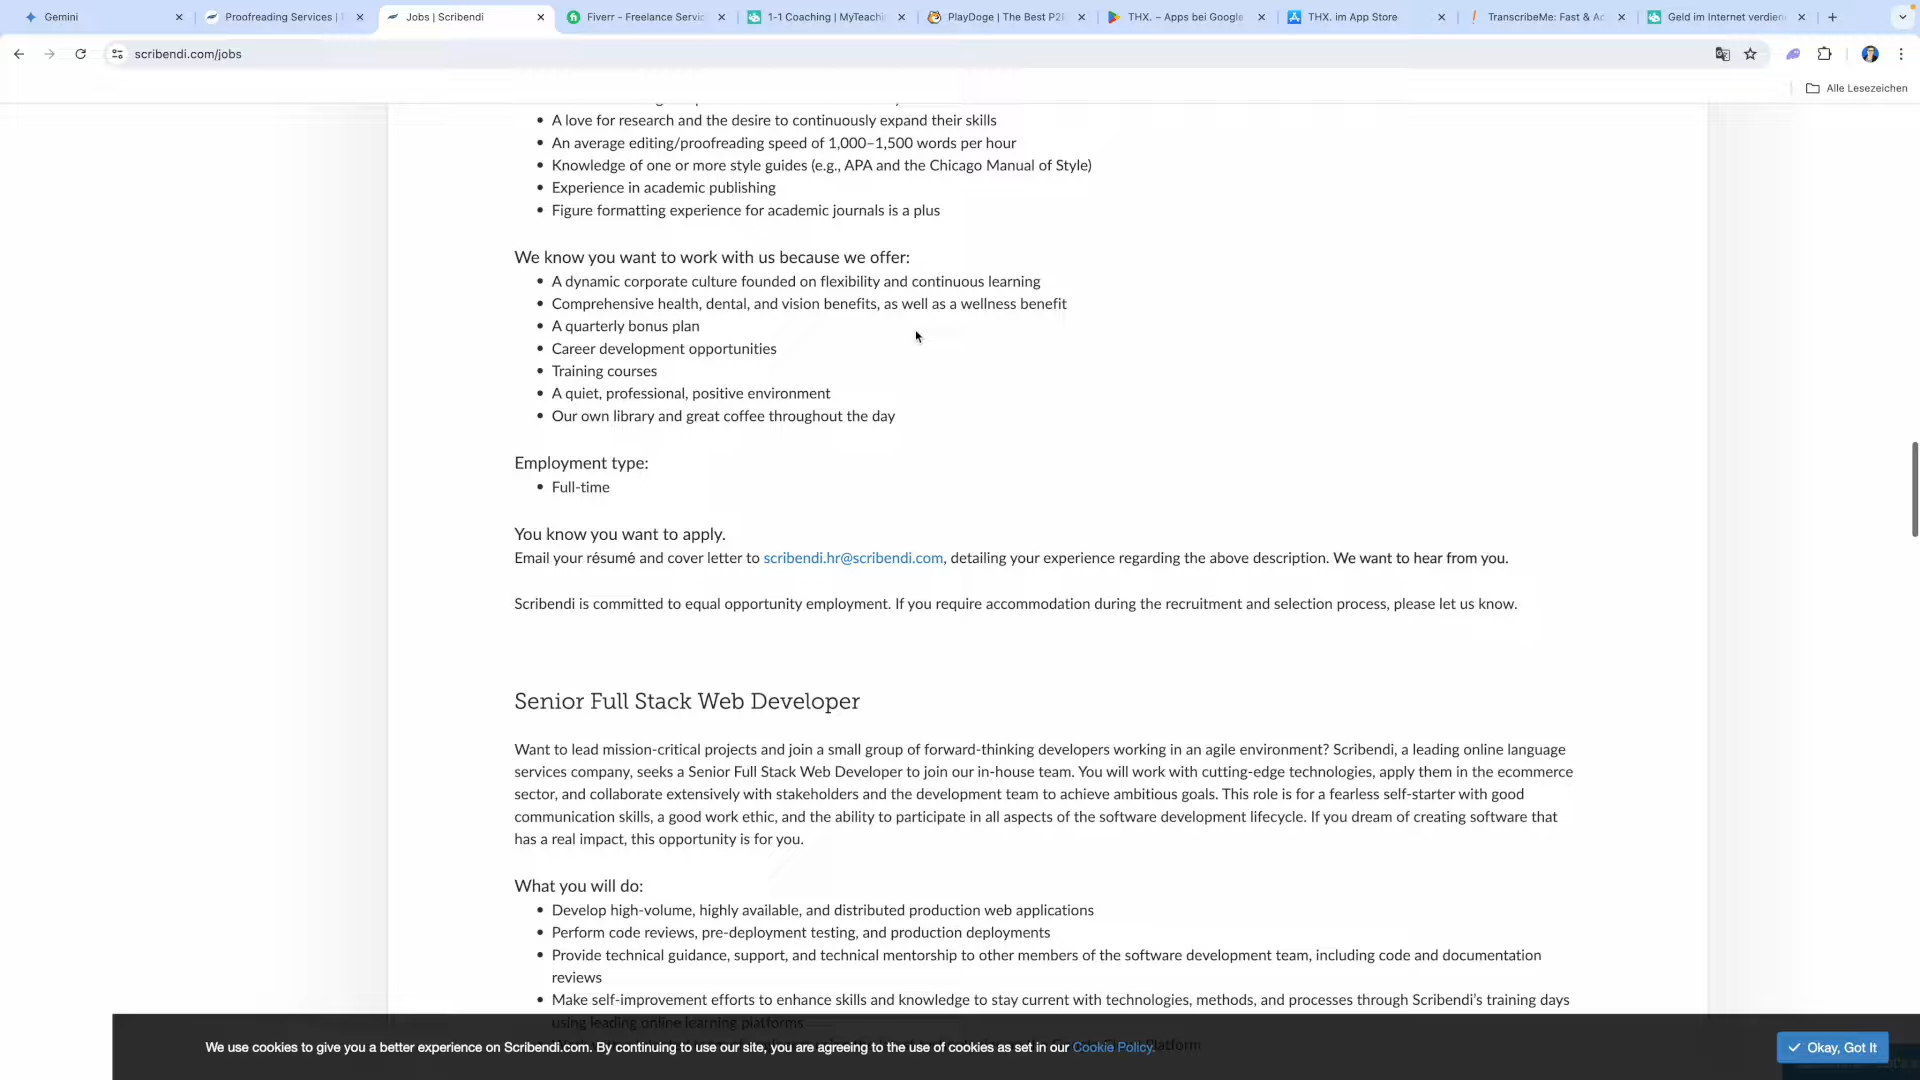 Gemini
Proofreading Services |
Jobs | Scribendi
Fiverr - Freelance Servic
1-1 Coaching | MyTeachi
PlayDoge | The Best P2
THX. – Apps bei Google
THX. im App Store
TranscribeMe: Fast & Ac
Geld im Internet verdien
scribendi.com/jobs
Alle Lesezeichen
A love for research and the desire to continuously expand their skills
An average editing/proofreading speed of 1,000–1,500 words per hour
Knowledge of one or more style guides (e.g., APA and the Chicago Manual of Style)
Experience in academic publishing
Figure formatting experience for academic journals is a plus
We know you want to work with us because we offer:
A dynamic corporate culture founded on flexibility and continuous learning
Comprehensive health, dental, and vision benefits, as well as a wellness benefit
A quarterly bonus plan
Career development opportunities
Training courses
A quiet, professional, positive environment
Our own library and great coffee throughout the day
Employment type:
Full-time
You know you want to apply.
Email your résumé and cover letter to scribendi.hr@scribendi.com, detailing your experience regarding the above description. We want to hear from you.
Scribendi is committed to equal opportunity employment. If you require accommodation during the recruitment and selection process, please let us know.
Senior Full Stack Web Developer
Want to lead mission-critical projects and join a small group of forward-thinking developers working in an agile environment? Scribendi, a leading online language
services company, seeks a Senior Full Stack Web Developer to join our in-house team. You will work with cutting-edge technologies, apply them in the ecommerce
sector, and collaborate extensively with stakeholders and the development team to achieve ambitious goals. This role is for a fearless self-starter with good
communication skills, a good work ethic, and the ability to participate in all aspects of the software development lifecycle. If you dream of creating software that
has a real impact, this opportunity is for you.
What you will do:
Develop high-volume, highly available, and distributed production web applications
Perform code reviews, pre-deployment testing, and production deployments
Provide technical guidance, support, and technical mentorship to other members of the software development team, including code and documentation
reviews
Make self-improvement efforts to enhance skills and knowledge to stay current with technologies, methods, and processes through Scribendi's training days
using leading online learning platforms
We use cookies to give you a better experience on Scribendi.com. By continuing to use our site, you are agreeing to the use of cookies as set in our Cookie Policy.
Okay, Got It